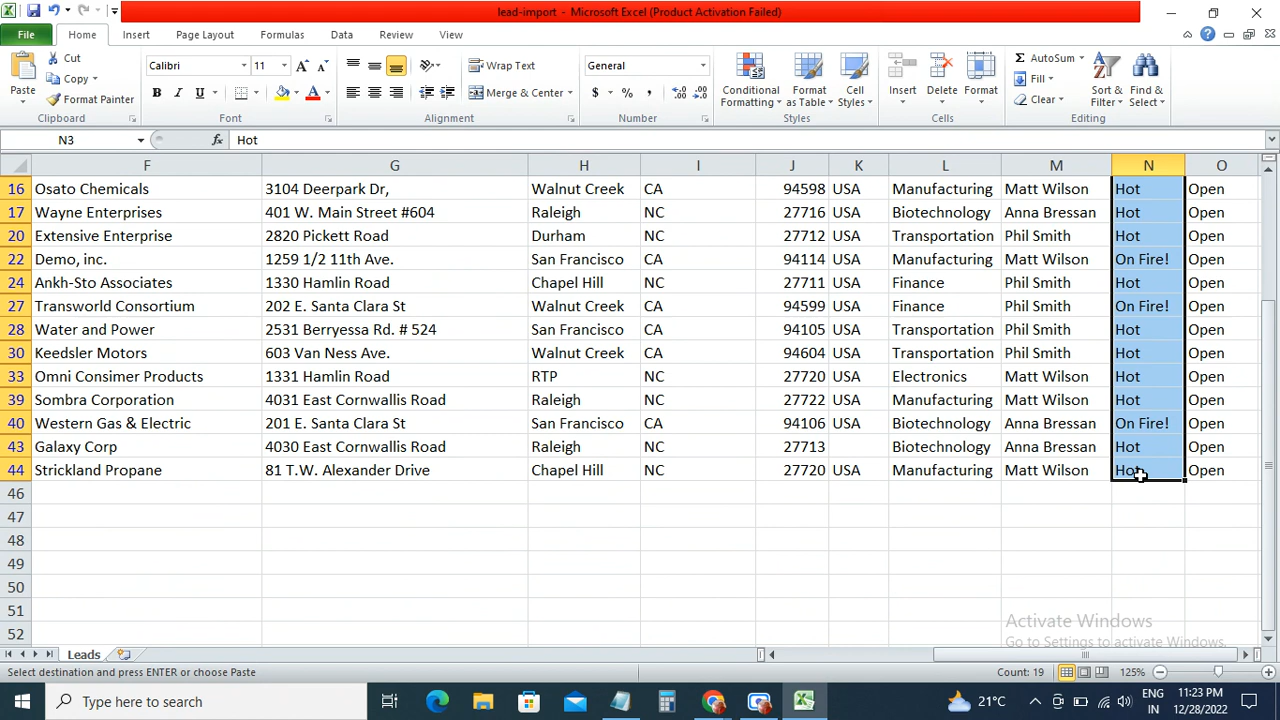 lead-import - Microsoft Excel (Product Activation Failed)
File Home Insert Page Layout Formulas Data Review View
Paste
Cut
Copy
Format Painter
Clipboard
Calibri 11
B I U
Font
Wrap Text
Merge & Center
Alignment
General
$ % ,
Number
Conditional Formatting
Format as Table
Cell Styles
Styles
Insert Delete Format
Cells
AutoSum
Fill
Clear
Sort & Filter
Find & Select
Editing
N3 fx Hot
F G H I J K L M N O
16 Osato Chemicals 3104 Deerpark Dr, Walnut Creek CA 94598 USA Manufacturing Matt Wilson Hot Open
17 Wayne Enterprises 401 W. Main Street #604 Raleigh NC 27716 USA Biotechnology Anna Bressan Hot Open
20 Extensive Enterprise 2820 Pickett Road Durham NC 27712 USA Transportation Phil Smith Hot Open
22 Demo, inc. 1259 1/2 11th Ave. San Francisco CA 94114 USA Manufacturing Matt Wilson On Fire! Open
24 Ankh-Sto Associates 1330 Hamlin Road Chapel Hill NC 27711 USA Finance Phil Smith Hot Open
27 Transworld Consortium 202 E. Santa Clara St Walnut Creek CA 94599 USA Finance Phil Smith On Fire! Open
28 Water and Power 2531 Berryessa Rd. # 524 San Francisco CA 94105 USA Transportation Phil Smith Hot Open
30 Keedsler Motors 603 Van Ness Ave. Walnut Creek CA 94604 USA Transportation Phil Smith Hot Open
33 Omni Consimer Products 1331 Hamlin Road RTP NC 27720 USA Electronics Matt Wilson Hot Open
39 Sombra Corporation 4031 East Cornwallis Road Raleigh NC 27722 USA Manufacturing Matt Wilson Hot Open
40 Western Gas & Electric 201 E. Santa Clara St San Francisco CA 94106 USA Biotechnology Anna Bressan On Fire! Open
43 Galaxy Corp 4030 East Cornwallis Road Raleigh NC 27713 USA Biotechnology Anna Bressan Hot Open
44 Strickland Propane 81 T.W. Alexander Drive Chapel Hill NC 27720 USA Manufacturing Matt Wilson Hot Open
46
47
48
49
50
51
52
Activate Windows
Go to Settings to activate Windows.
Leads
Select destination and press ENTER or choose Paste Count: 19 125%
Type here to search 21°C ENG IN 11:23 PM 12/28/2022